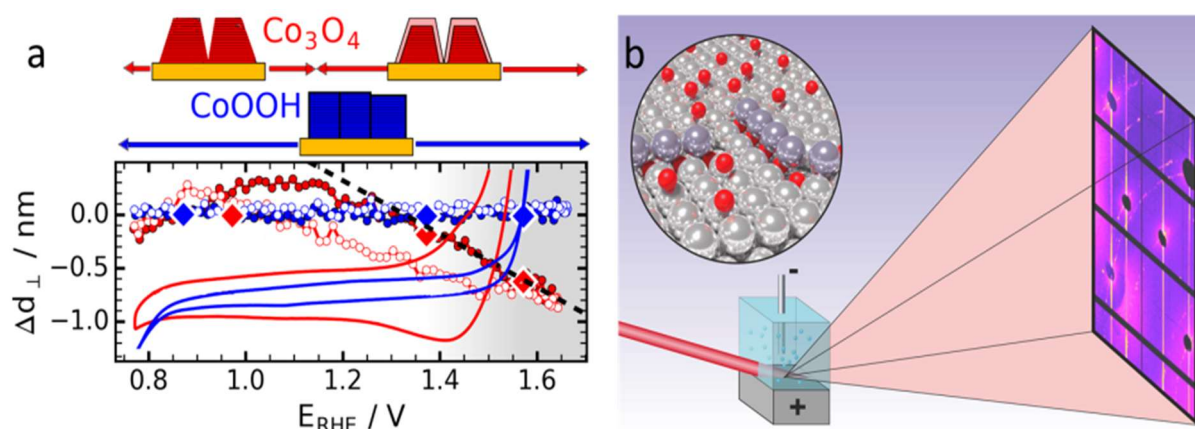 a
Co₃O₄
CoOOH
0.0
−0.5
−1.0
Δd⊥ / nm
0.8 1.0 1.2 1.4 1.6
E_RHE / V
b
-
+